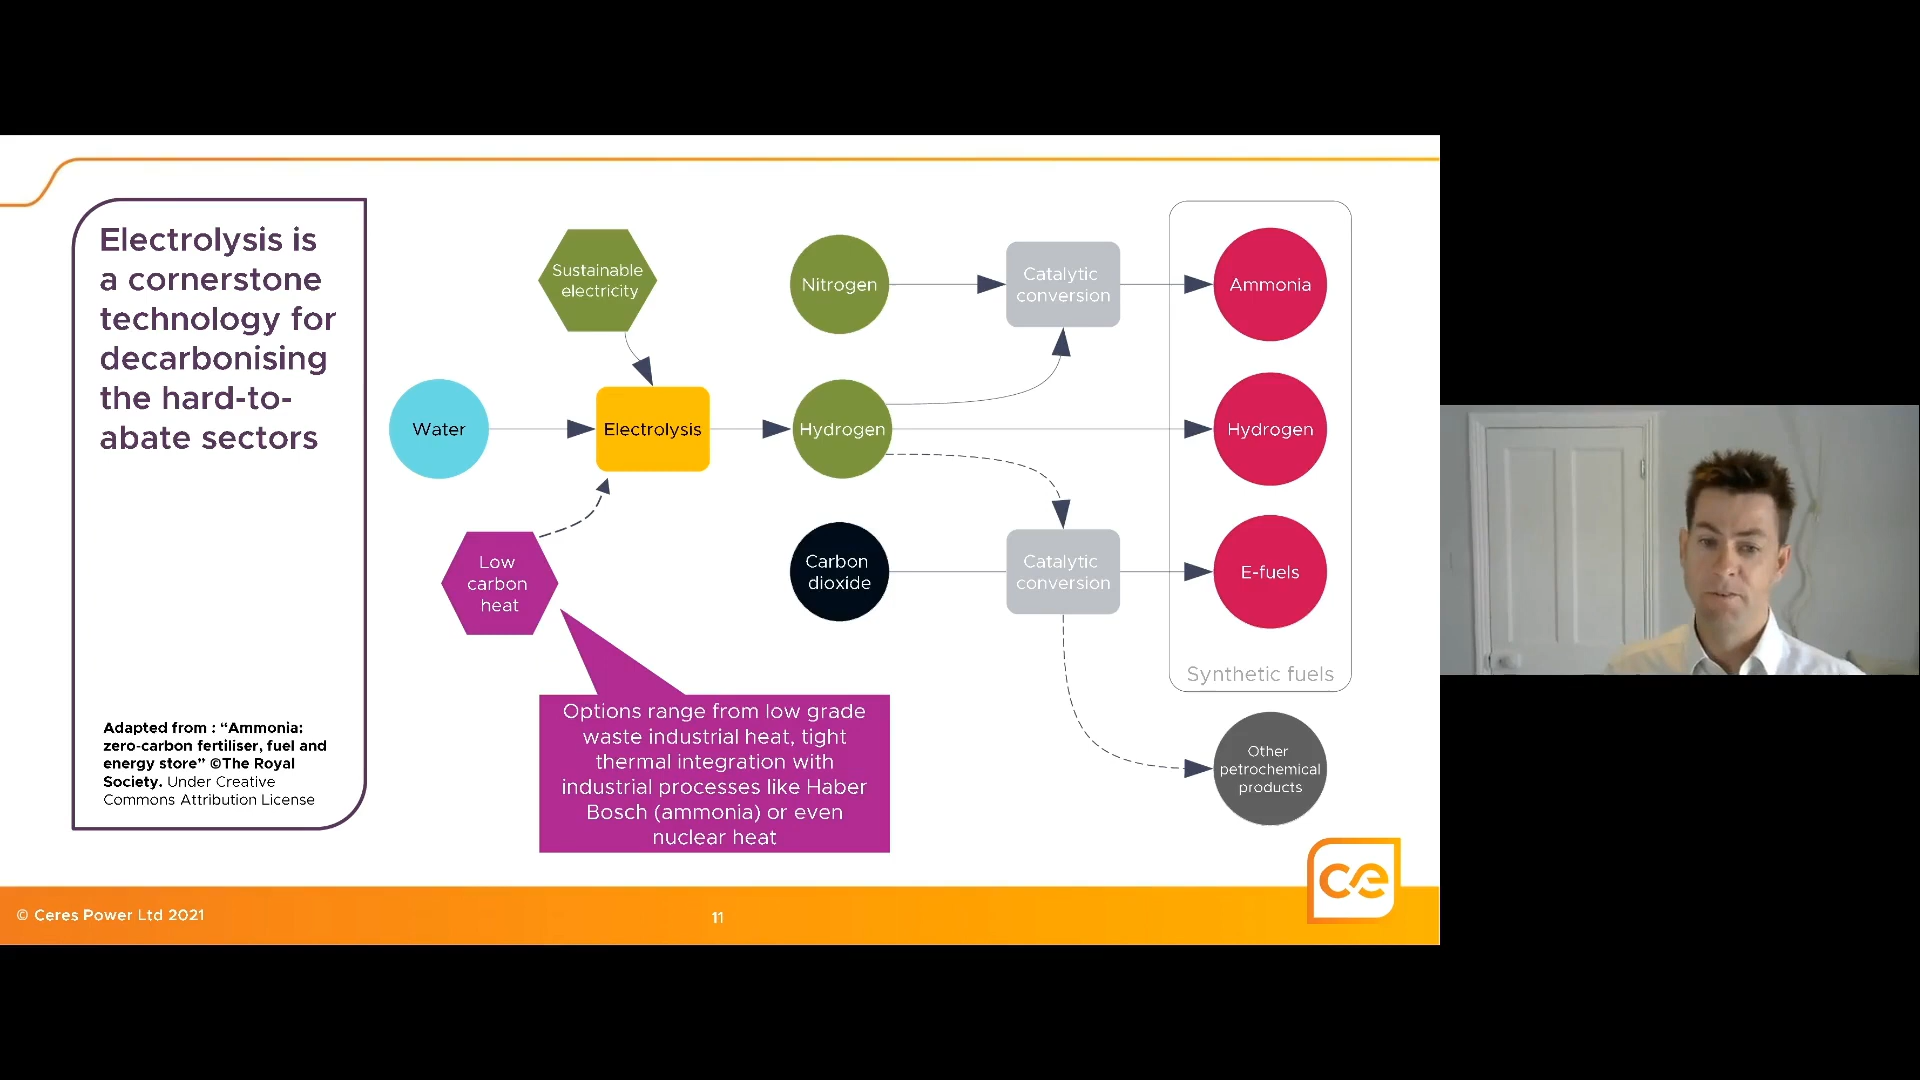 Electrolysis is
a cornerstone
technology for
decarbonising
the hard-to-
abate sectors
Adapted from : “Ammonia:
zero-carbon fertiliser, fuel and
energy store” ©The Royal
Society. Under Creative
Commons Attribution License
Sustainable
electricity
Water
Electrolysis
Low
carbon
heat
Options range from low grade
waste industrial heat, tight
thermal integration with
industrial processes like Haber
Bosch (ammonia) or even
nuclear heat
Nitrogen
Hydrogen
Carbon
dioxide
Catalytic
conversion
Catalytic
conversion
Ammonia
Hydrogen
E-fuels
Synthetic fuels
Other
petrochemical
products
ce
© Ceres Power Ltd 2021
11